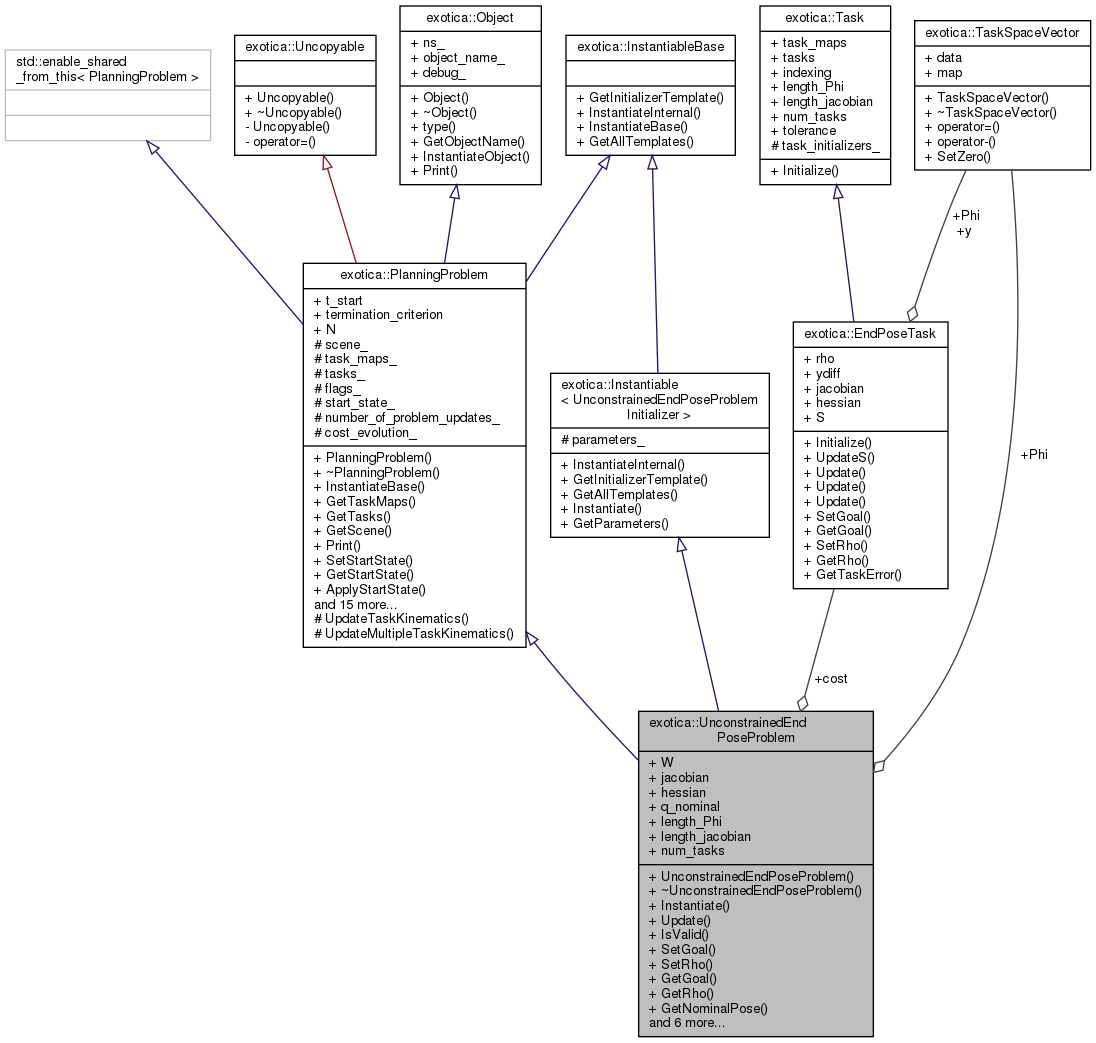 std::enable_shared
_from_this< PlanningProblem >
exotica::Uncopyable
+ Uncopyable()
+ ~Uncopyable()
- Uncopyable()
- operator=()
exotica::Object
+ ns_
+ object_name_
+ debug_
+ Object()
+ ~Object()
+ type()
+ GetObjectName()
+ InstantiateObject()
+ Print()
exotica::InstantiableBase
+ GetInitializerTemplate()
+ InstantiateInternal()
+ InstantiateBase()
+ GetAllTemplates()
exotica::Task
+ task_maps
+ tasks
+ indexing
+ length_Phi
+ length_jacobian
+ num_tasks
+ tolerance
# task_initializers_
+ Initialize()
exotica::TaskSpaceVector
+ data
+ map
+ TaskSpaceVector()
+ ~TaskSpaceVector()
+ operator=()
+ operator-()
+ SetZero()
+Phi
+y
exotica::PlanningProblem
+ t_start
+ termination_criterion
+ N
# scene_
# task_maps_
# tasks_
# flags_
# start_state_
# number_of_problem_updates_
# cost_evolution_
+ PlanningProblem()
+ ~PlanningProblem()
+ InstantiateBase()
+ GetTaskMaps()
+ GetTasks()
+ GetScene()
+ Print()
+ SetStartState()
+ GetStartState()
+ ApplyStartState()
and 15 more...
# UpdateTaskKinematics()
# UpdateMultipleTaskKinematics()
exotica::Instantiable
< UnconstrainedEndPoseProblem
Initializer >
# parameters_
+ InstantiateInternal()
+ GetInitializerTemplate()
+ GetAllTemplates()
+ Instantiate()
+ GetParameters()
exotica::EndPoseTask
+ rho
+ ydiff
+ jacobian
+ hessian
+ S
+ Initialize()
+ UpdateS()
+ Update()
+ Update()
+ Update()
+ SetGoal()
+ GetGoal()
+ SetRho()
+ GetRho()
+ GetTaskError()
+Phi
+cost
exotica::UnconstrainedEnd
PoseProblem
+ W
+ jacobian
+ hessian
+ q_nominal
+ length_Phi
+ length_jacobian
+ num_tasks
+ UnconstrainedEndPoseProblem()
+ ~UnconstrainedEndPoseProblem()
+ Instantiate()
+ Update()
+ IsValid()
+ SetGoal()
+ SetRho()
+ GetGoal()
+ GetRho()
+ GetNominalPose()
and 6 more...